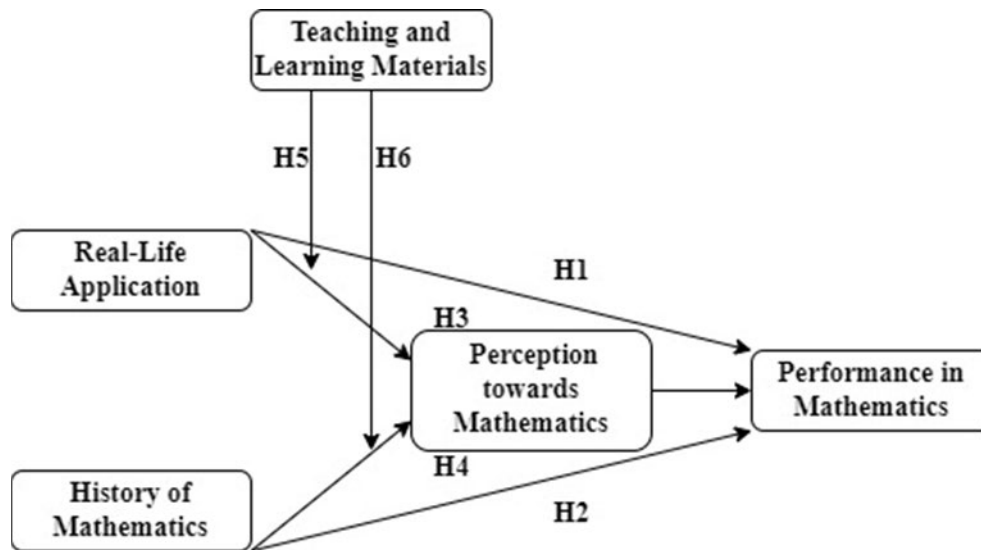 Teaching and
Learning Materials
H5
H6
Real-Life
Application
H1
H3
Perception
towards
Mathematics
Performance in
Mathematics
H4
History of
Mathematics
H2